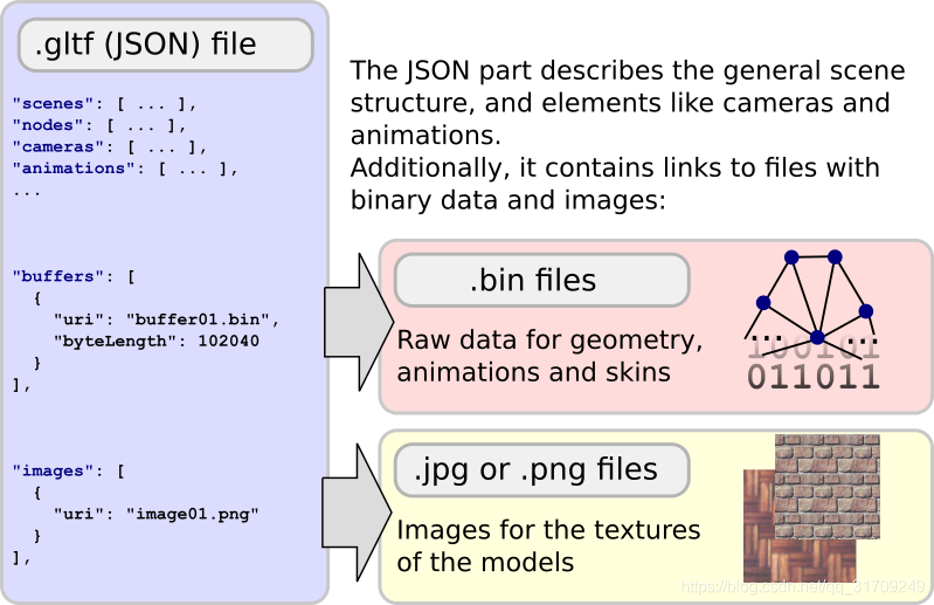 .gltf (JSON) file
"scenes": [ ... ],
"nodes": [ ... ],
"cameras": [ ... ],
"animations": [ ... ],
...
"buffers": [
{
"uri": "buffer01.bin",
"byteLength": 102040
}
],
"images": [
{
"uri": "image01.png"
}
],
The JSON part describes the general scene
structure, and elements like cameras and
animations.
Additionally, it contains links to files with
binary data and images:
.bin files
Raw data for geometry,
animations and skins
100101
011011
.jpg or .png files
Images for the textures
of the models
https://blog.csdn.net/qq_31709249